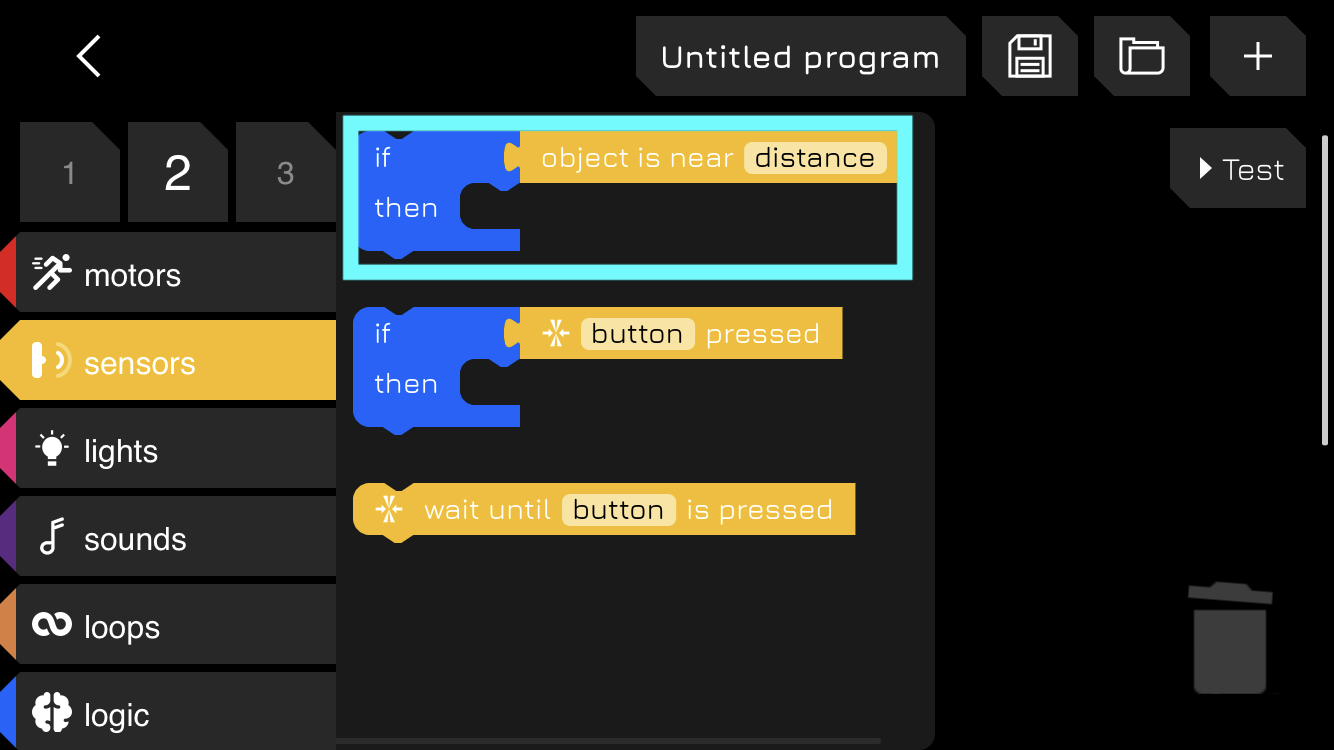 Untitled program
1 2 3
Test
motors
sensors
lights
sounds
loops
logic
if object is near distance
then
if button pressed
then
wait until button is pressed